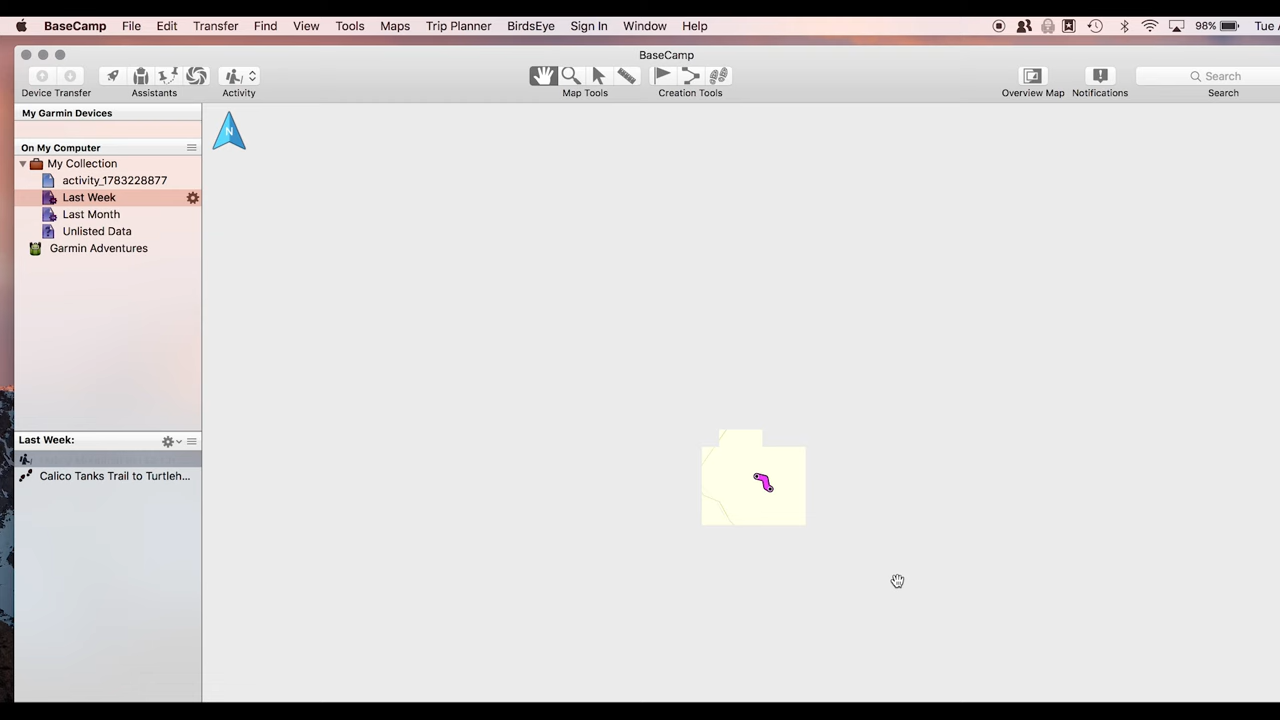 BaseCamp File Edit Transfer Find View Tools Maps Trip Planner BirdsEye Sign In Window Help 98% Tue
BaseCamp
Device Transfer Assistants Activity Map Tools Creation Tools Overview Map Notifications Search
Search
My Garmin Devices
N
On My Computer
My Collection
activity_1783228877
Last Week
Last Month
? Unlisted Data
Garmin Adventures
Last Week:
Calico Tanks Trail to Turtleh...